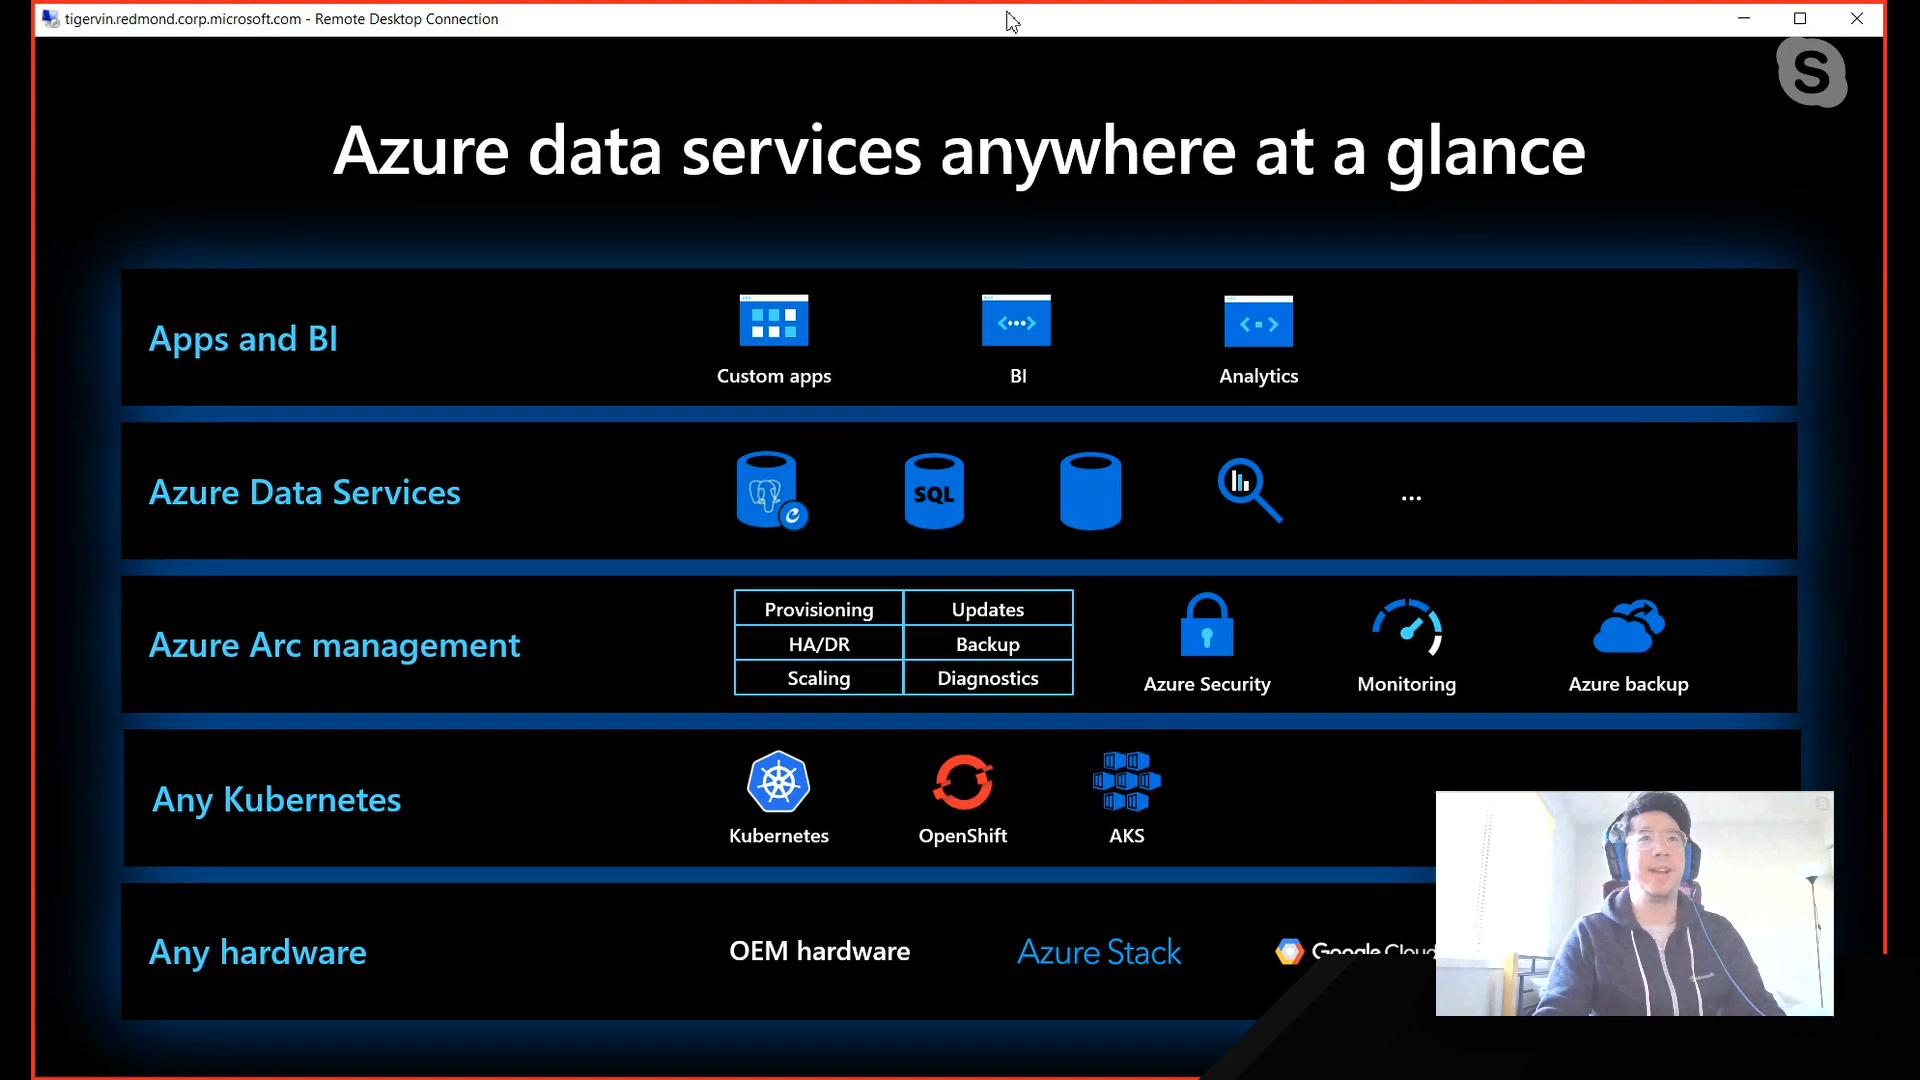 tigervin.redmond.corp.microsoft.com - Remote Desktop Connection
S
Azure data services anywhere at a glance
Apps and BI
Custom apps
BI
Analytics
Azure Data Services
SQL
...
Azure Arc management
Provisioning
Updates
HA/DR
Backup
Scaling
Diagnostics
Azure Security
Monitoring
Azure backup
Any Kubernetes
Kubernetes
OpenShift
AKS
Any hardware
OEM hardware
Azure Stack
Google Cloud